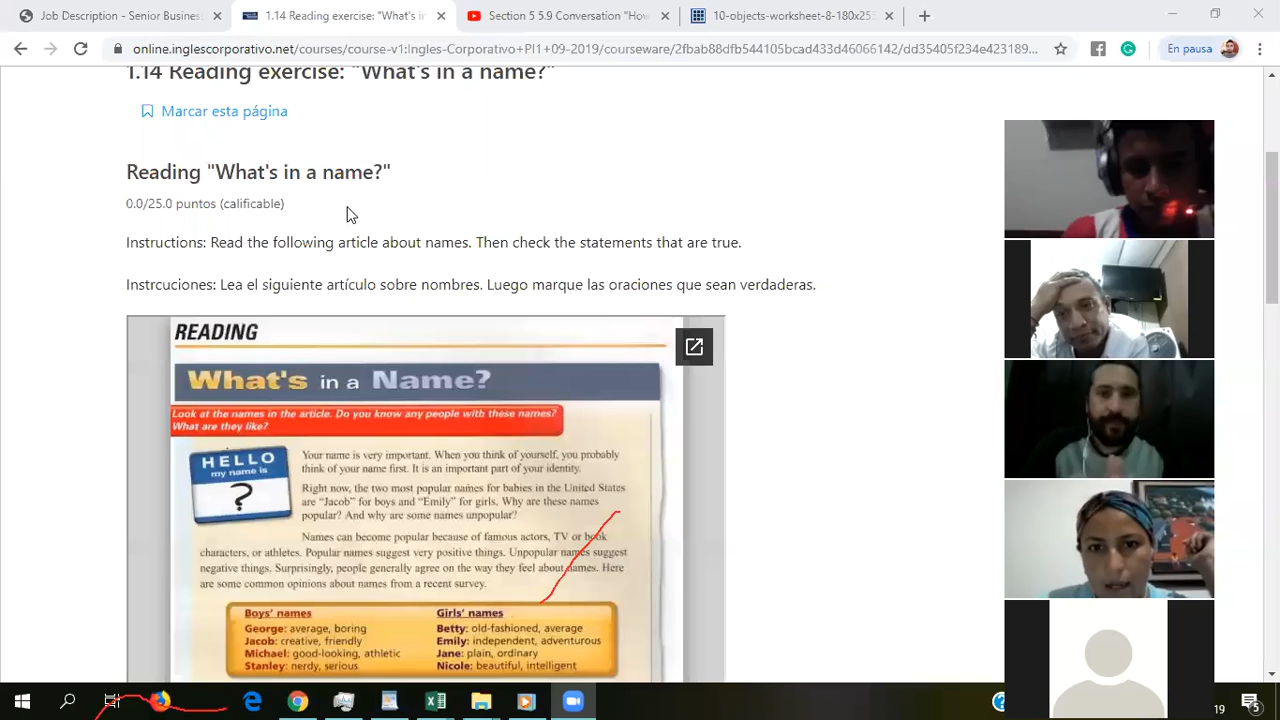 Job Description - Senior Business
1.14 Reading exercise: "What's in
Section 5 5.9 Conversation "How
10-objects-worksheet-8-180x25
online.inglescorporativo.net/courses/course-v1:Ingles-Corporativo+PI1+09-2019/courseware/2fbab88dfb544105bcad433d46066142/dd35405f234e423189...
En pausa
1.14 Reading exercise: "What's in a name?"
Marcar esta página
Reading "What's in a name?"
0.0/25.0 puntos (calificable)
Instructions: Read the following article about names. Then check the statements that are true.
Instrcuciones: Lea el siguiente artículo sobre nombres. Luego marque las oraciones que sean verdaderas.
READING
What's in a Name?
Look at the names in the article. Do you know any people with these names?
What are they like?
HELLO
my name is
?
Your name is very important. When you think of yourself, you probably
think of your name first. It is an important part of your identity.
Right now, the two most popular names for babies in the United States
are "Jacob" for boys and "Emily" for girls. Why are these names
popular? And why are some names unpopular?
Names can become popular because of famous actors, TV or book
characters, or athletes. Popular names suggest very positive things. Unpopular names suggest
negative things. Surprisingly, people generally agree on the way they feel about names. Here
are some common opinions about names from a recent survey.
Boys' names
George: average, boring
Jacob: creative, friendly
Michael: good-looking, athletic
Stanley: nerdy, serious
Girls' names
Betty: old-fashioned, average
Emily: independent, adventurous
Jane: plain, ordinary
Nicole: beautiful, intelligent
19
5